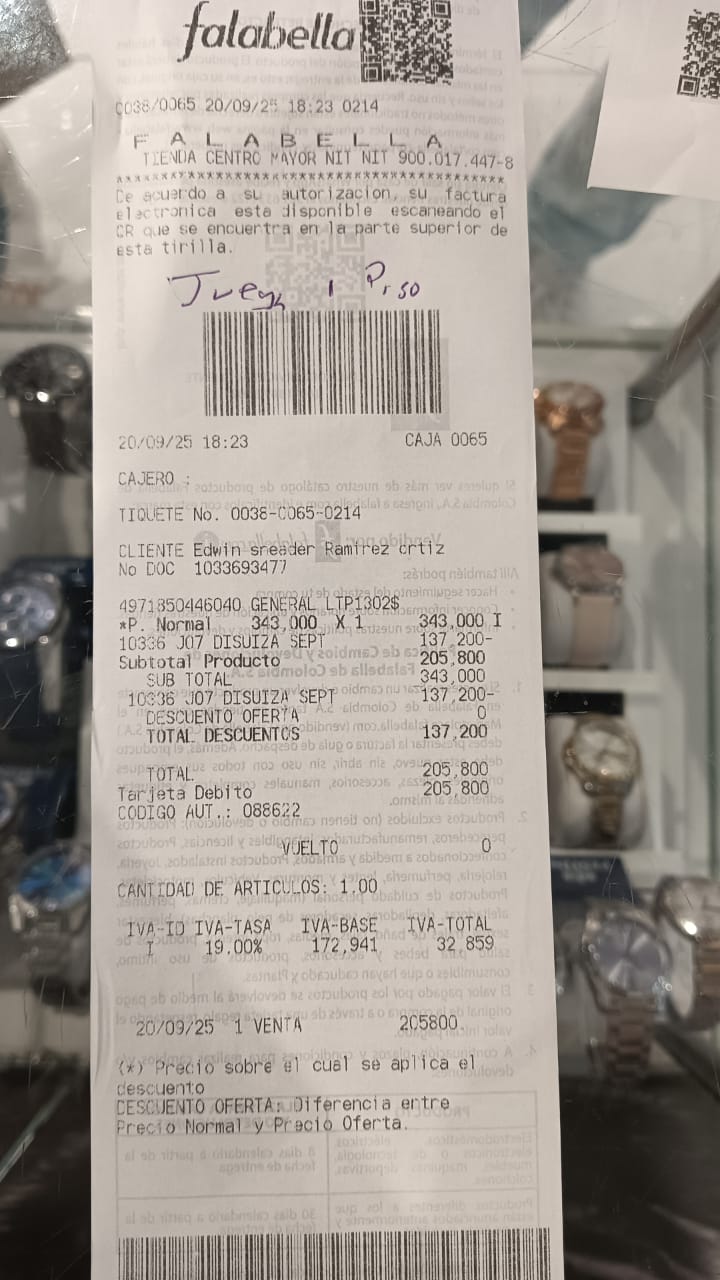 falabella
0038/0065 20/09/25 18:23 0214
F A L A B E L L A
TIENDA CENTRO MAYOR NIT NIT 900.017.447-8
****************************************
De acuerdo a su autorizacion, su factura
electronica esta disponible escaneando el
CR que se encuertra en la parte superior de
esta tirilla.
1 Piso
20/09/25 18:23 CAJA 0065
CAJERO :
TIQUETE No. 0038-0065-0214
CLIENTE Edwin sneader Ramirez ortiz
No DOC 1033693477
4971850446040 GENERAL LTP1302$
*P. Normal 343,000 X 1 343,000 I
10336 J07 DISUIZA SEPT 137,200-
Subtotal Producto 205,800
SUB TOTAL 343,000
10336 J07 DISUIZA SEPT 137,200-
DESCUENTO OFERTA 0
TOTAL DESCUENTOS 137,200
TOTAL 205,800
Tarjeta Debito 205,800
CODIGO AUT.: 088622
VUELTO 0
CANTIDAD DE ARTICULOS: 1.00
IVA-ID IVA-TASA IVA-BASE IVA-TOTAL
I 19.00% 172,941 32,859
20/09/25 1 VENTA 205800
(*) Precio sobre el cual se aplica el
descuento
DESCUENTO OFERTA: Diferencia entre
Precio Normal y Precio Oferta.